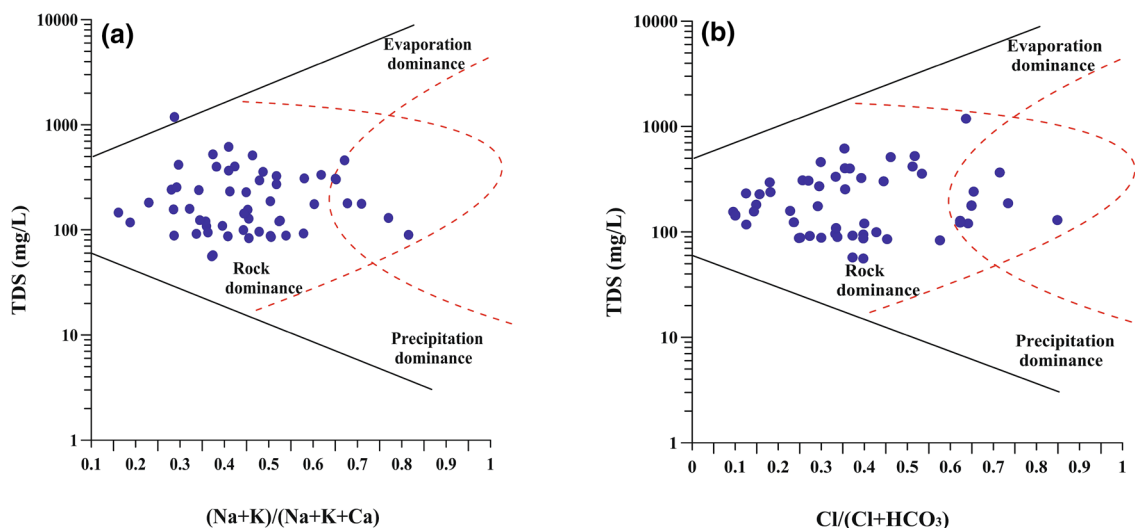 (a)
10000
1000
100
10
1
TDS (mg/L)
Evaporation
dominance
Rock
dominance
Precipitation
dominance
0.1 0.2 0.3 0.4 0.5 0.6 0.7 0.8 0.9 1
(Na+K)/(Na+K+Ca)
(b)
10000
1000
100
10
1
TDS (mg/L)
Evaporation
dominance
Rock
dominance
Precipitation
dominance
0 0.1 0.2 0.3 0.4 0.5 0.6 0.7 0.8 1
Cl/(Cl+HCO₃)